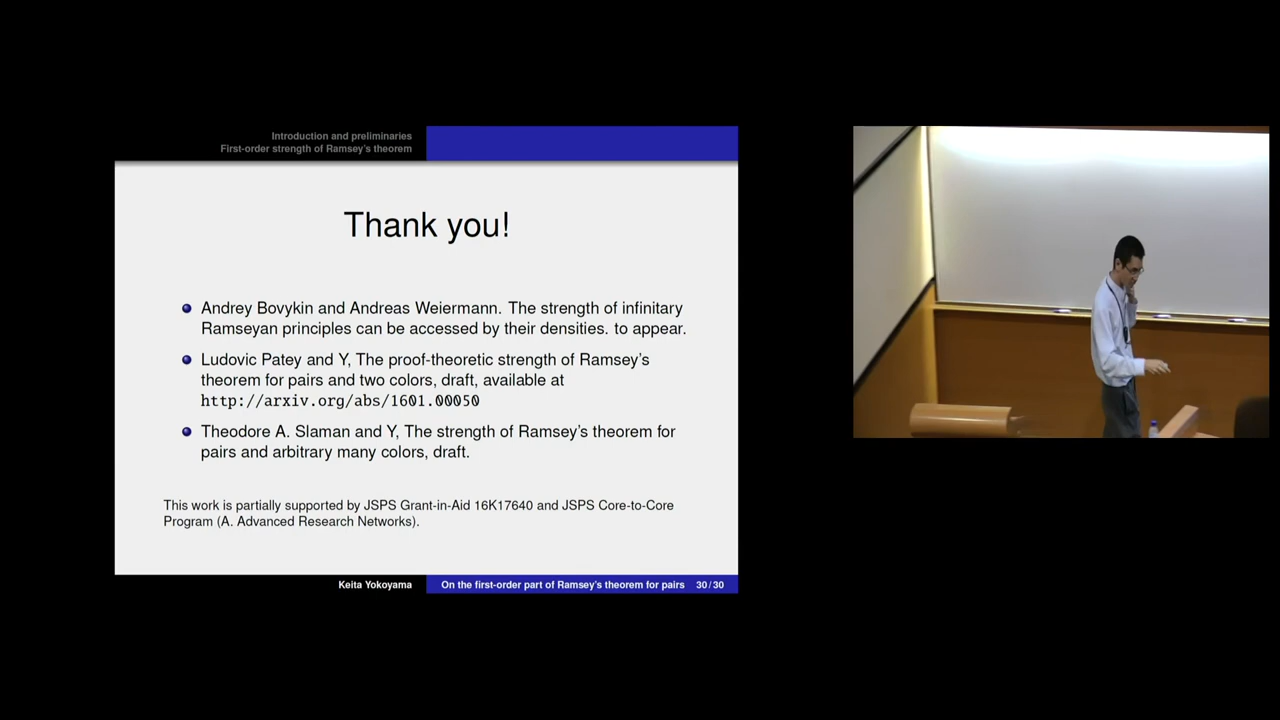 Introduction and preliminaries
First-order strength of Ramsey's theorem
Thank you!
Andrey Bovykin and Andreas Weiermann. The strength of infinitary
Ramseyan principles can be accessed by their densities. to appear.
Ludovic Patey and Y, The proof-theoretic strength of Ramsey's
theorem for pairs and two colors, draft, available at
http://arxiv.org/abs/1601.00050
Theodore A. Slaman and Y, The strength of Ramsey's theorem for
pairs and arbitrary many colors, draft.
This work is partially supported by JSPS Grant-in-Aid 16K17640 and JSPS Core-to-Core
Program (A. Advanced Research Networks).
Keita Yokoyama On the first-order part of Ramsey's theorem for pairs 30/30